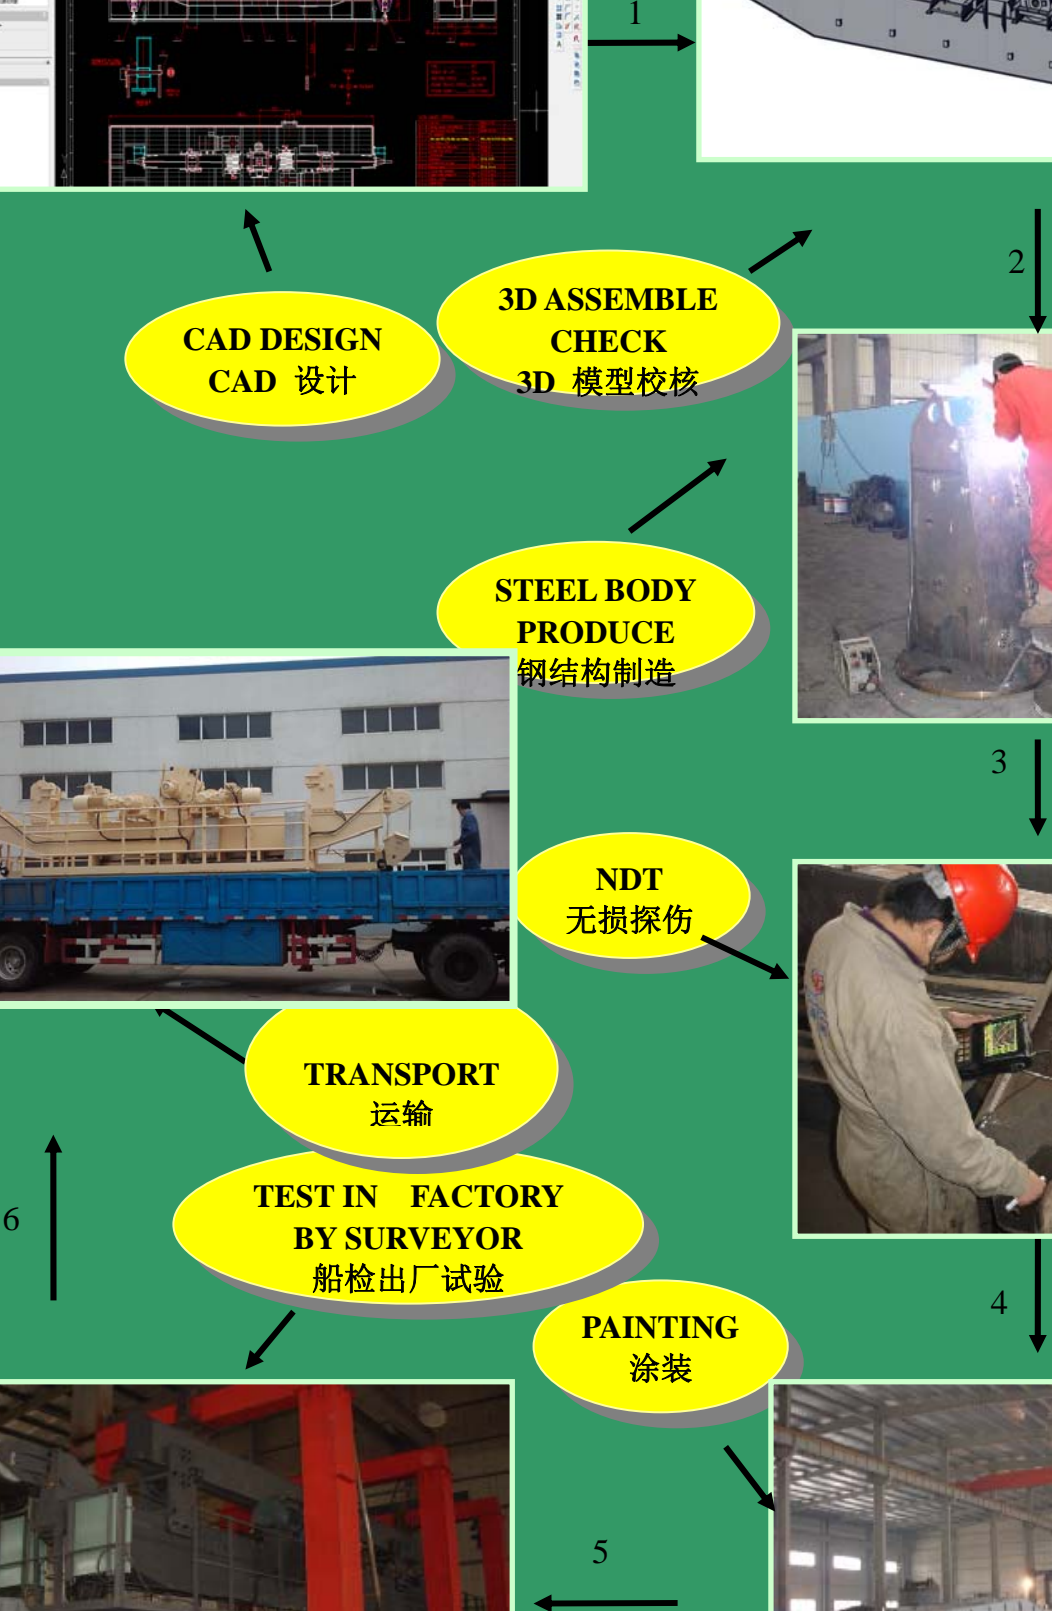 1
2
CAD DESIGN
CAD 设计
3D ASSEMBLE
CHECK
3D 模型校核
STEEL BODY
PRODUCE
钢结构制造
3
NDT
无损探伤
TRANSPORT
运输
TEST IN FACTORY
BY SURVEYOR
船检出厂试验
6
4
PAINTING
涂装
5